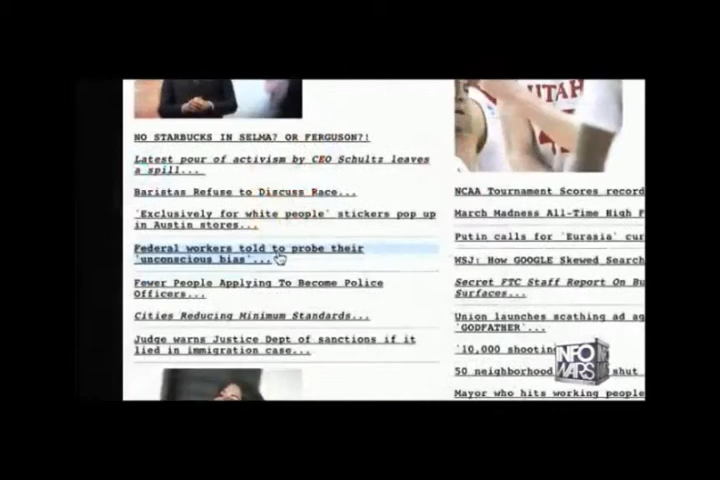 UTAH
NO STARBUCKS IN SELMA? OR FERGUSON?!
Latest pour of activism by CEO Schultz leaves
a spill...
Baristas Refuse to Discuss Race...
'Exclusively for white people' stickers pop up
in Austin stores...
Federal workers told to probe their
'unconscious bias'...
Fewer People Applying To Become Police
Officers...
Cities Reducing Minimum Standards...
Judge warns Justice Dept of sanctions if it
lied in immigration case...
NCAA Tournament Scores record
March Madness All-Time High
Putin calls for 'Eurasia' cur
WSJ: How GOOGLE Skewed Search
Secret FTC Staff Report On Bu
Surfaces...
Union launches scathing ad ag
'GODFATHER'...
'10,000 shootin
50 neighborhood shut
Mayor who hits working people
INFO
WARS